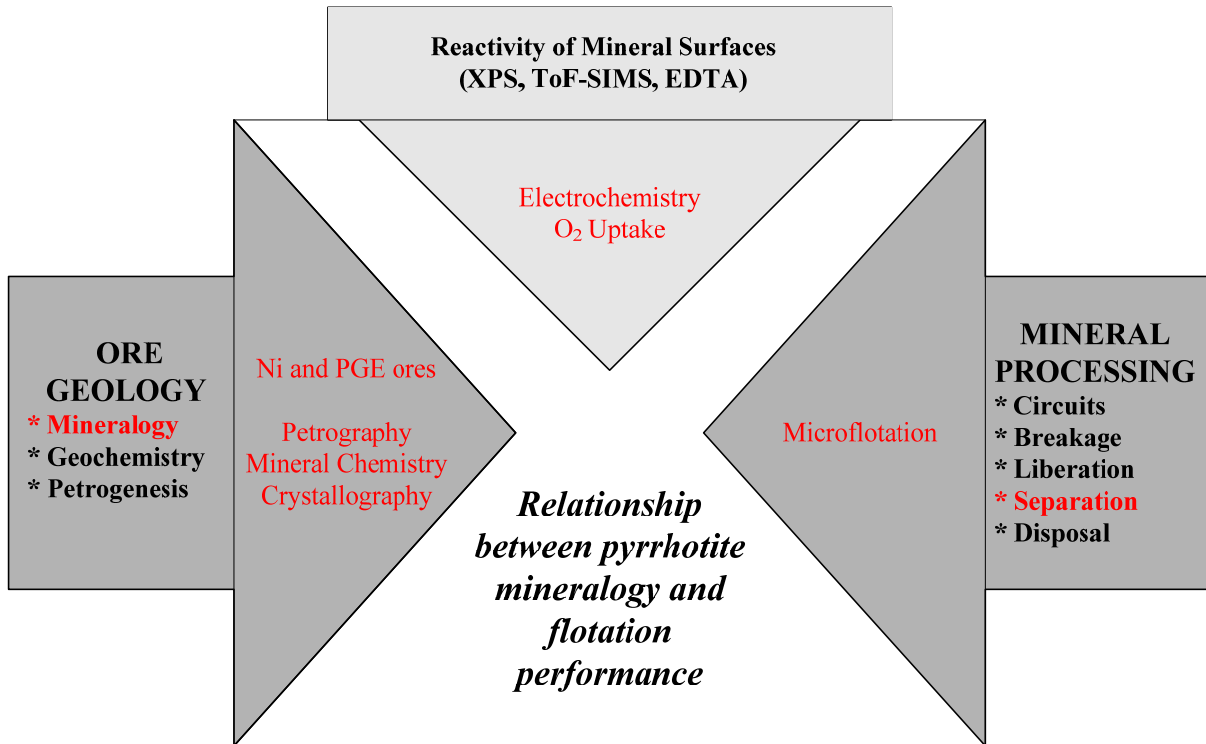 Reactivity of Mineral Surfaces
(XPS, ToF-SIMS, EDTA)
Electrochemistry
O₂ Uptake
ORE
GEOLOGY
* Mineralogy
* Geochemistry
* Petrogenesis
Ni and PGE ores
Petrography
Mineral Chemistry
Crystallography
Relationship
between pyrrhotite
mineralogy and
flotation
performance
Microflotation
MINERAL
PROCESSING
* Circuits
* Breakage
* Liberation
* Separation
* Disposal